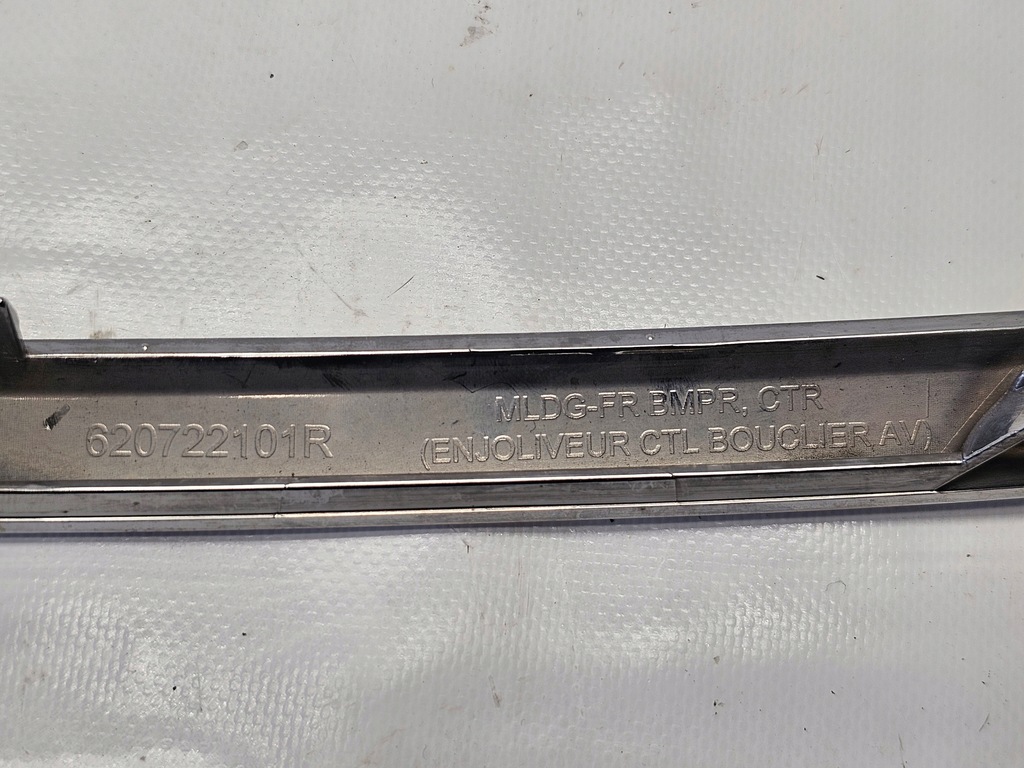 MLDG-FR.BMPR, CTR
620722101R (ENJOLIVEUR CTL BOUCLIER AV)